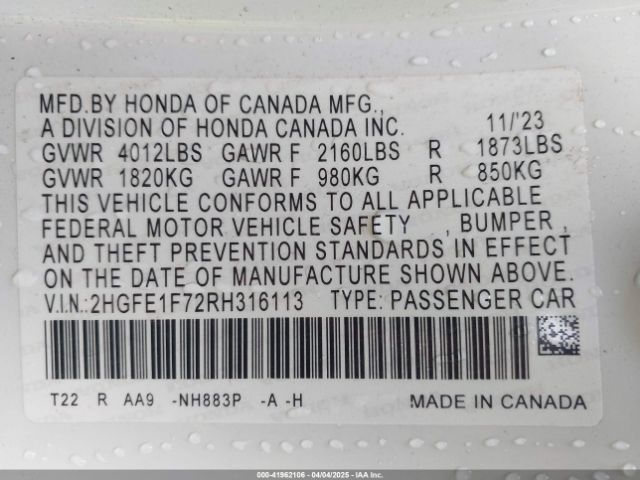 MFD.BY HONDA OF CANADA MFG.,
A DIVISION OF HONDA CANADA INC. 11/'23
GVWR 4012LBS GAWR F 2160LBS R 1873LBS
GVWR 1820KG GAWR F 980KG R 850KG
THIS VEHICLE CONFORMS TO ALL APPLICABLE
FEDERAL MOTOR VEHICLE SAFETY , BUMPER ,
AND THEFT PREVENTION STANDARDS IN EFFECT
ON THE DATE OF MANUFACTURE SHOWN ABOVE.
V.I.N.:2HGFE1F72RH316113 TYPE: PASSENGER CAR
T22 R AA9 -NH883P -A -H MADE IN CANADA
000-41962106 - 04/04/2025 - IAA Inc.